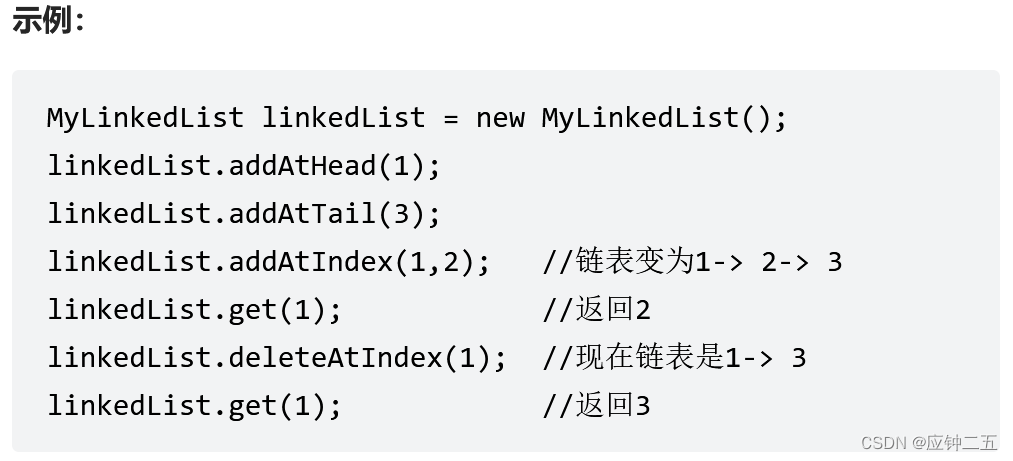 示例：
MyLinkedList linkedList = new MyLinkedList();
linkedList.addAtHead(1);
linkedList.addAtTail(3);
linkedList.addAtIndex(1,2);   //链表变为1-> 2-> 3
linkedList.get(1);            //返回2
linkedList.deleteAtIndex(1);  //现在链表是1-> 3
linkedList.get(1);            //返回3
CSDN @应钟二五